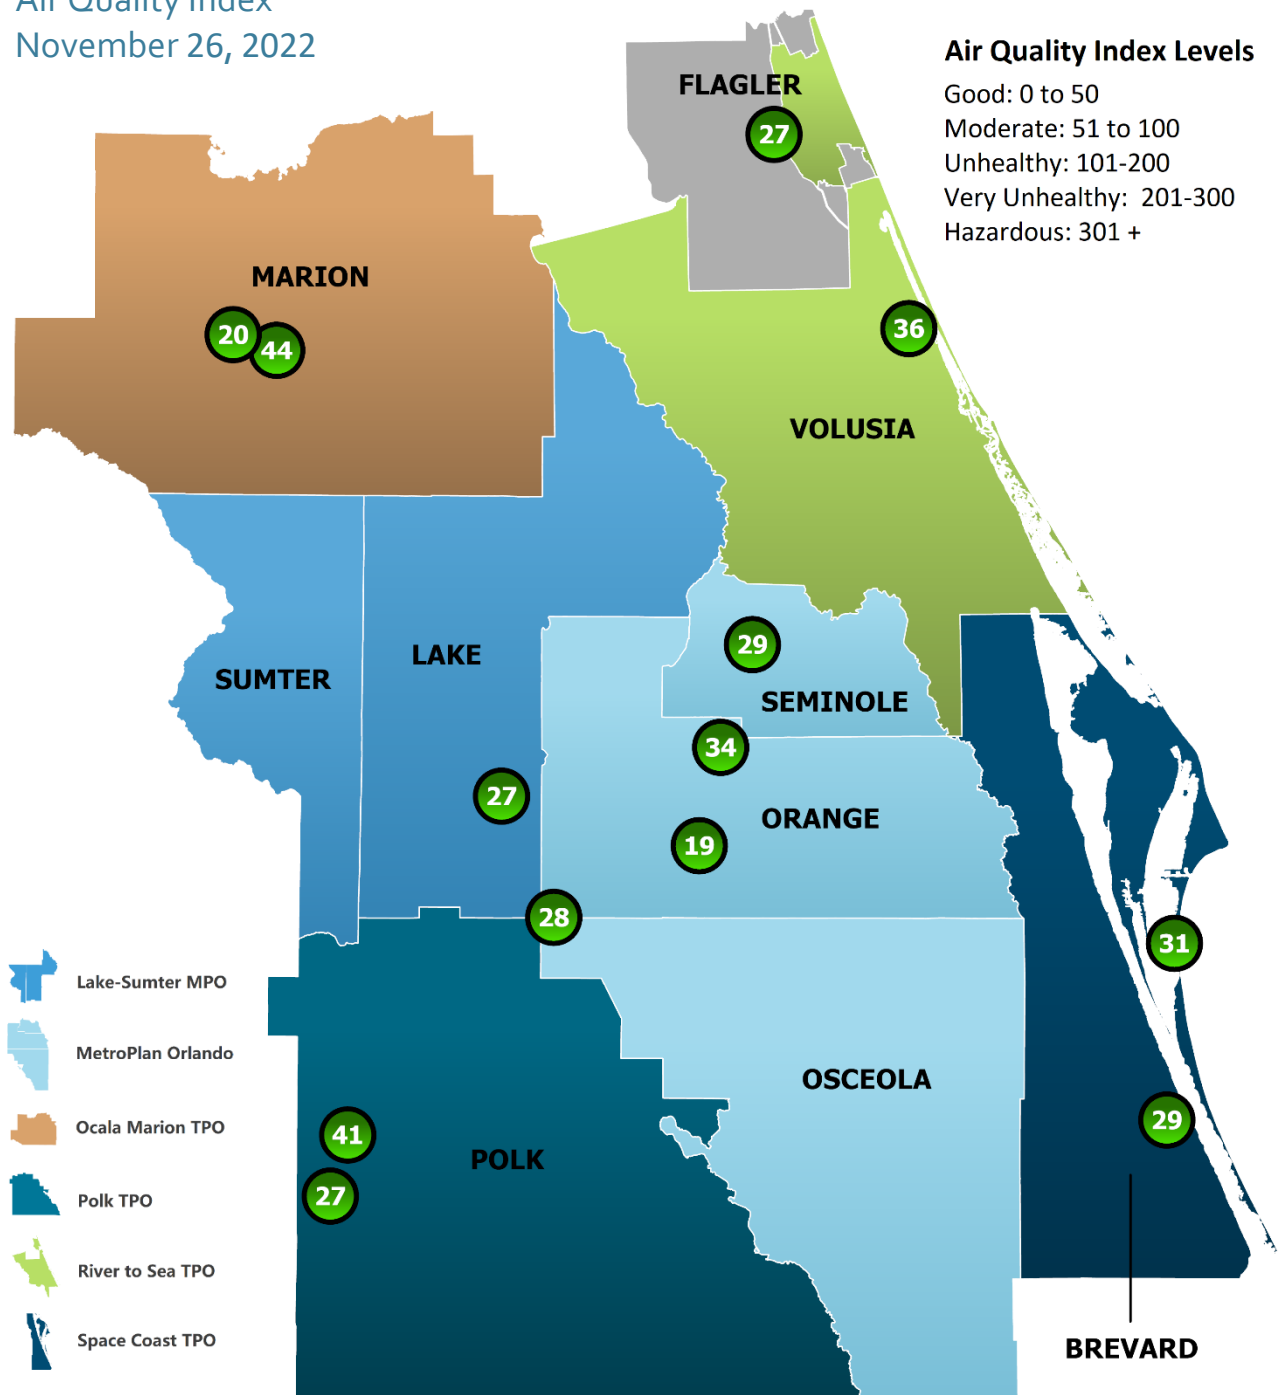 Air Quality Index
November 26, 2022
Air Quality Index Levels
Good: 0 to 50
Moderate: 51 to 100
Unhealthy: 101-200
Very Unhealthy: 201-300
Hazardous: 301 +
FLAGLER
27
MARION
20
44
36
VOLUSIA
29
SEMINOLE
LAKE
SUMTER
34
27
ORANGE
19
28
31
OSCEOLA
29
41
POLK
27
BREVARD
Lake-Sumter MPO
MetroPlan Orlando
Ocala Marion TPO
Polk TPO
River to Sea TPO
Space Coast TPO